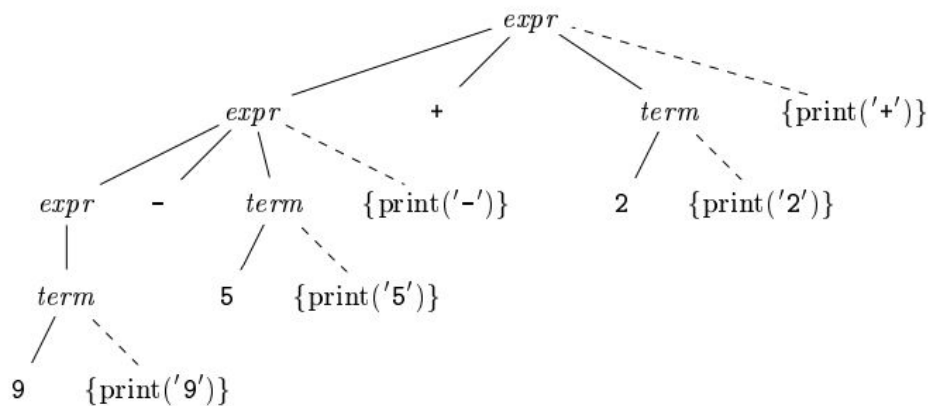 expr
expr + term {print('+')}
expr - term {print('-')} 2 {print('2')}
term 5 {print('5')}
9 {print('9')}